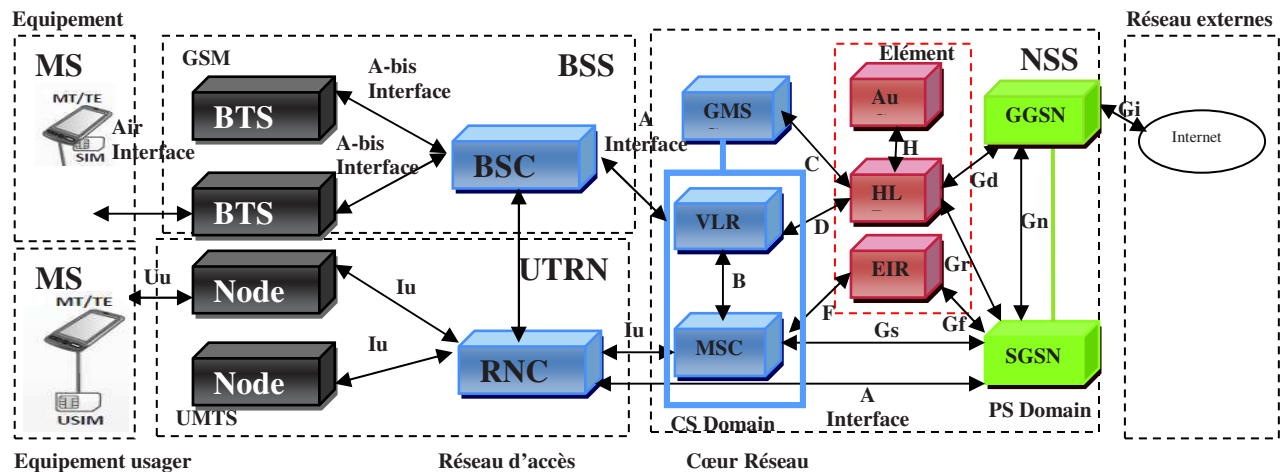 Equipement
Réseau externes
MS
MT/TE
SIM
Air
Interface
GSM
BSS
A-bis
Interface
A-bis
Interface
BTS
BTS
BSC
A
Interface
NSS
Elément
GMS
Au
GGSN
Gi
Internet
C
H
HL
Gd
VLR
D
Gn
B
EIR
Gr
F
Gf
MSC
Gs
SGSN
MS
MT/TE
USIM
Uu
UTRN
Node
Iu
Iu
Node
RNC
Iu
UMTS
A
Interface
CS Domain
PS Domain
Equipement usager
Réseau d'accès
Cœur Réseau